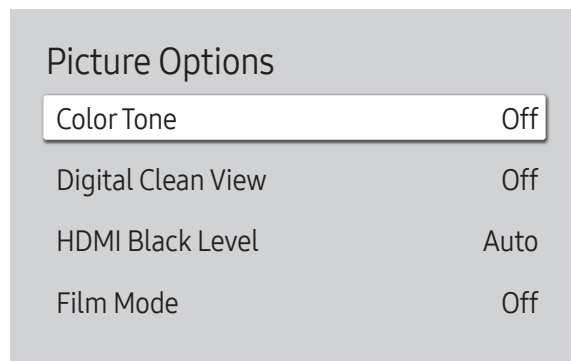 Picture Options
Color Tone Off
Digital Clean View Off
HDMI Black Level Auto
Film Mode Off